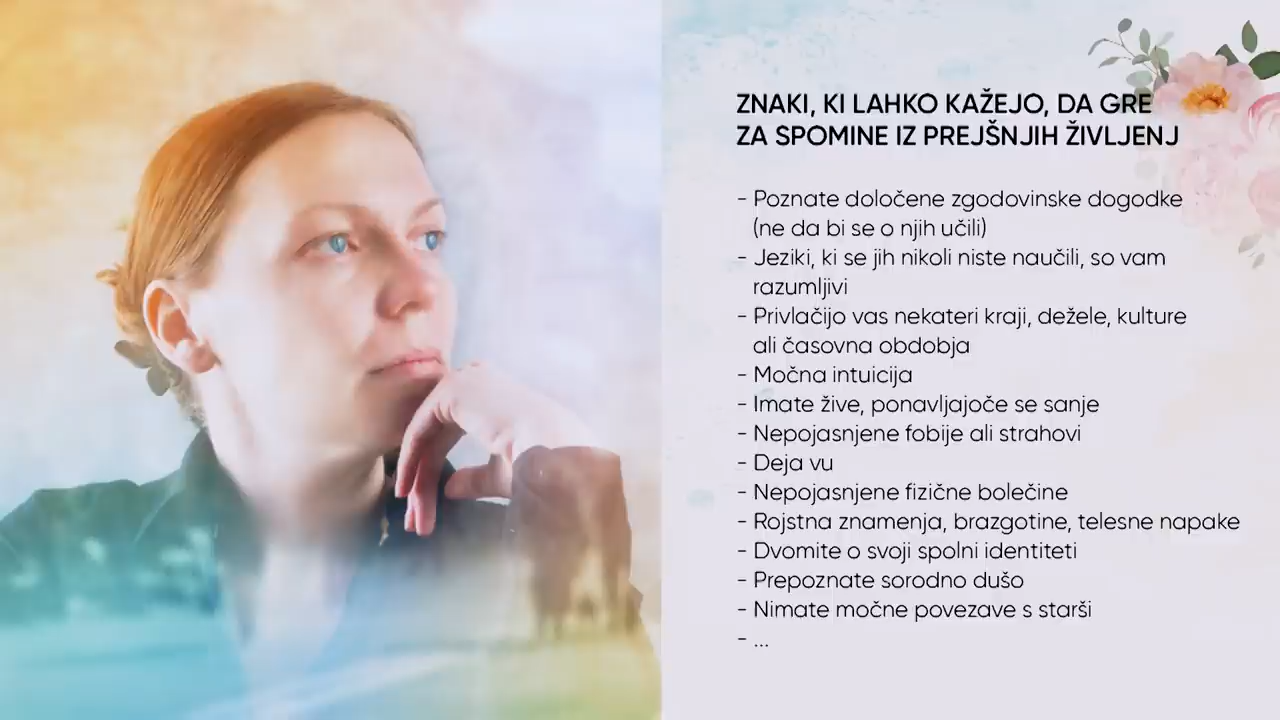 ZNAKI, KI LAHKO KAŽEJO, DA GRE
ZA SPOMINE IZ PREJŠNJIH ŽIVLJENJ
- Poznate določene zgodovinske dogodke
(ne da bi se o njih učili)
- Jeziki, ki se jih nikoli niste naučili, so vam
razumljivi
- Privlačijo vas nekateri kraji, dežele, kulture
ali časovna obdobja
- Močna intuicija
- Imate žive, ponavljajoče se sanje
- Nepojasnjene fobije ali strahovi
- Deja vu
- Nepojasnjene fizične bolečine
- Rojstna znamenja, brazgotine, telesne napake
- Dvomite o svoji spolni identiteti
- Prepoznate sorodno dušo
- Nimate močne povezave s starši
- ...